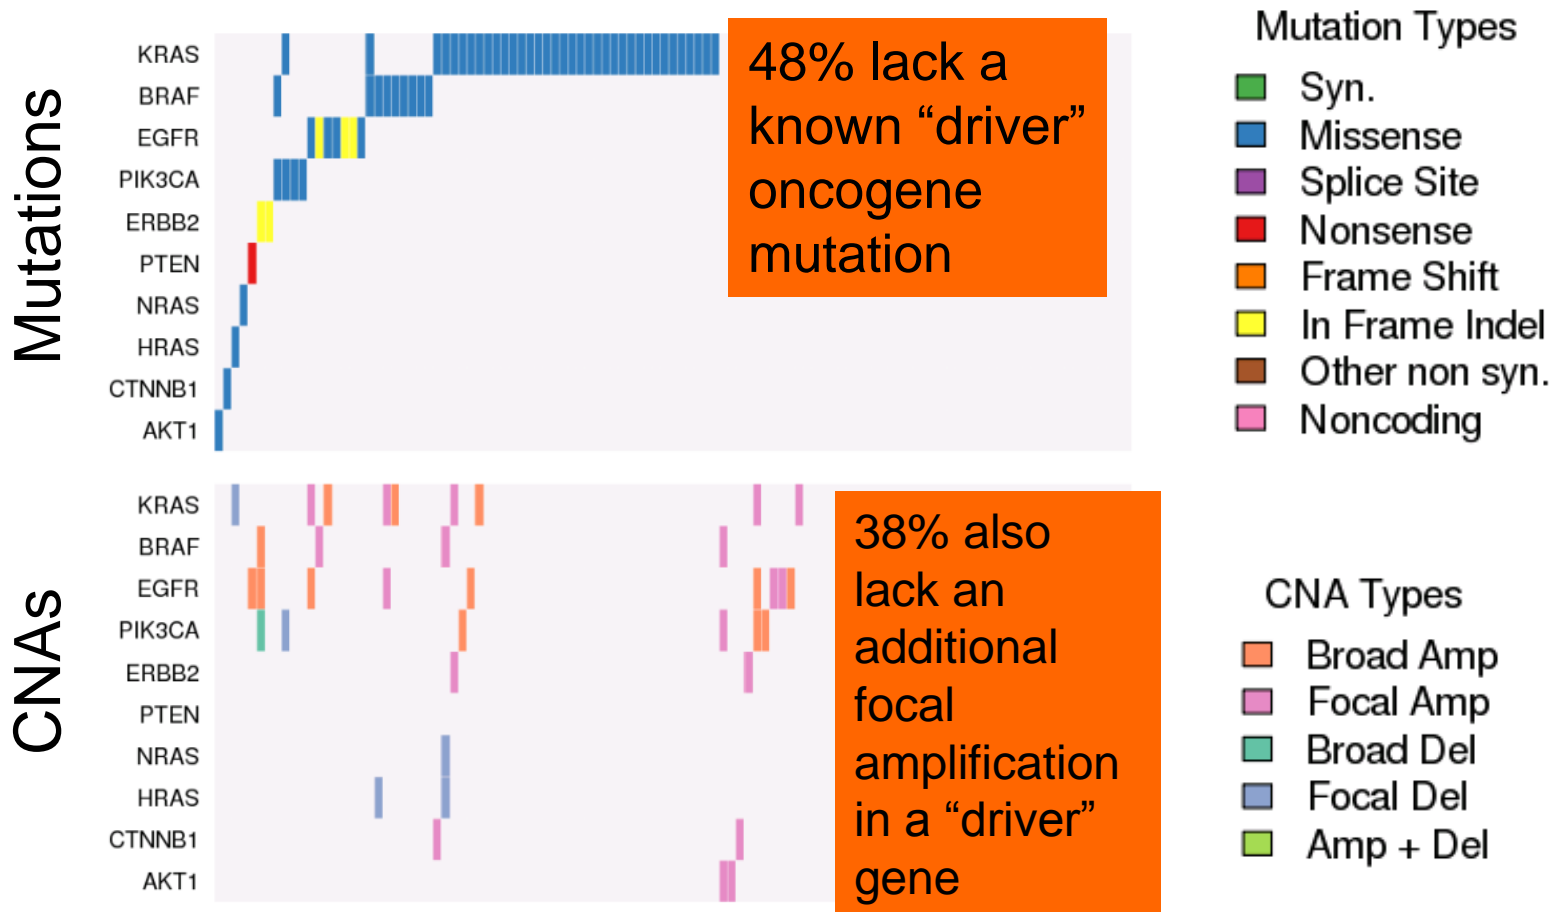 Mutations
KRAS
BRAF
EGFR
PIK3CA
ERBB2
PTEN
NRAS
HRAS
CTNNB1
AKT1
48% lack a
known “driver”
oncogene
mutation
Mutation Types
Syn.
Missense
Splice Site
Nonsense
Frame Shift
In Frame Indel
Other non syn.
Noncoding
CNAs
KRAS
BRAF
EGFR
PIK3CA
ERBB2
PTEN
NRAS
HRAS
CTNNB1
AKT1
38% also
lack an
additional
focal
amplification
in a “driver”
gene
CNA Types
Broad Amp
Focal Amp
Broad Del
Focal Del
Amp + Del